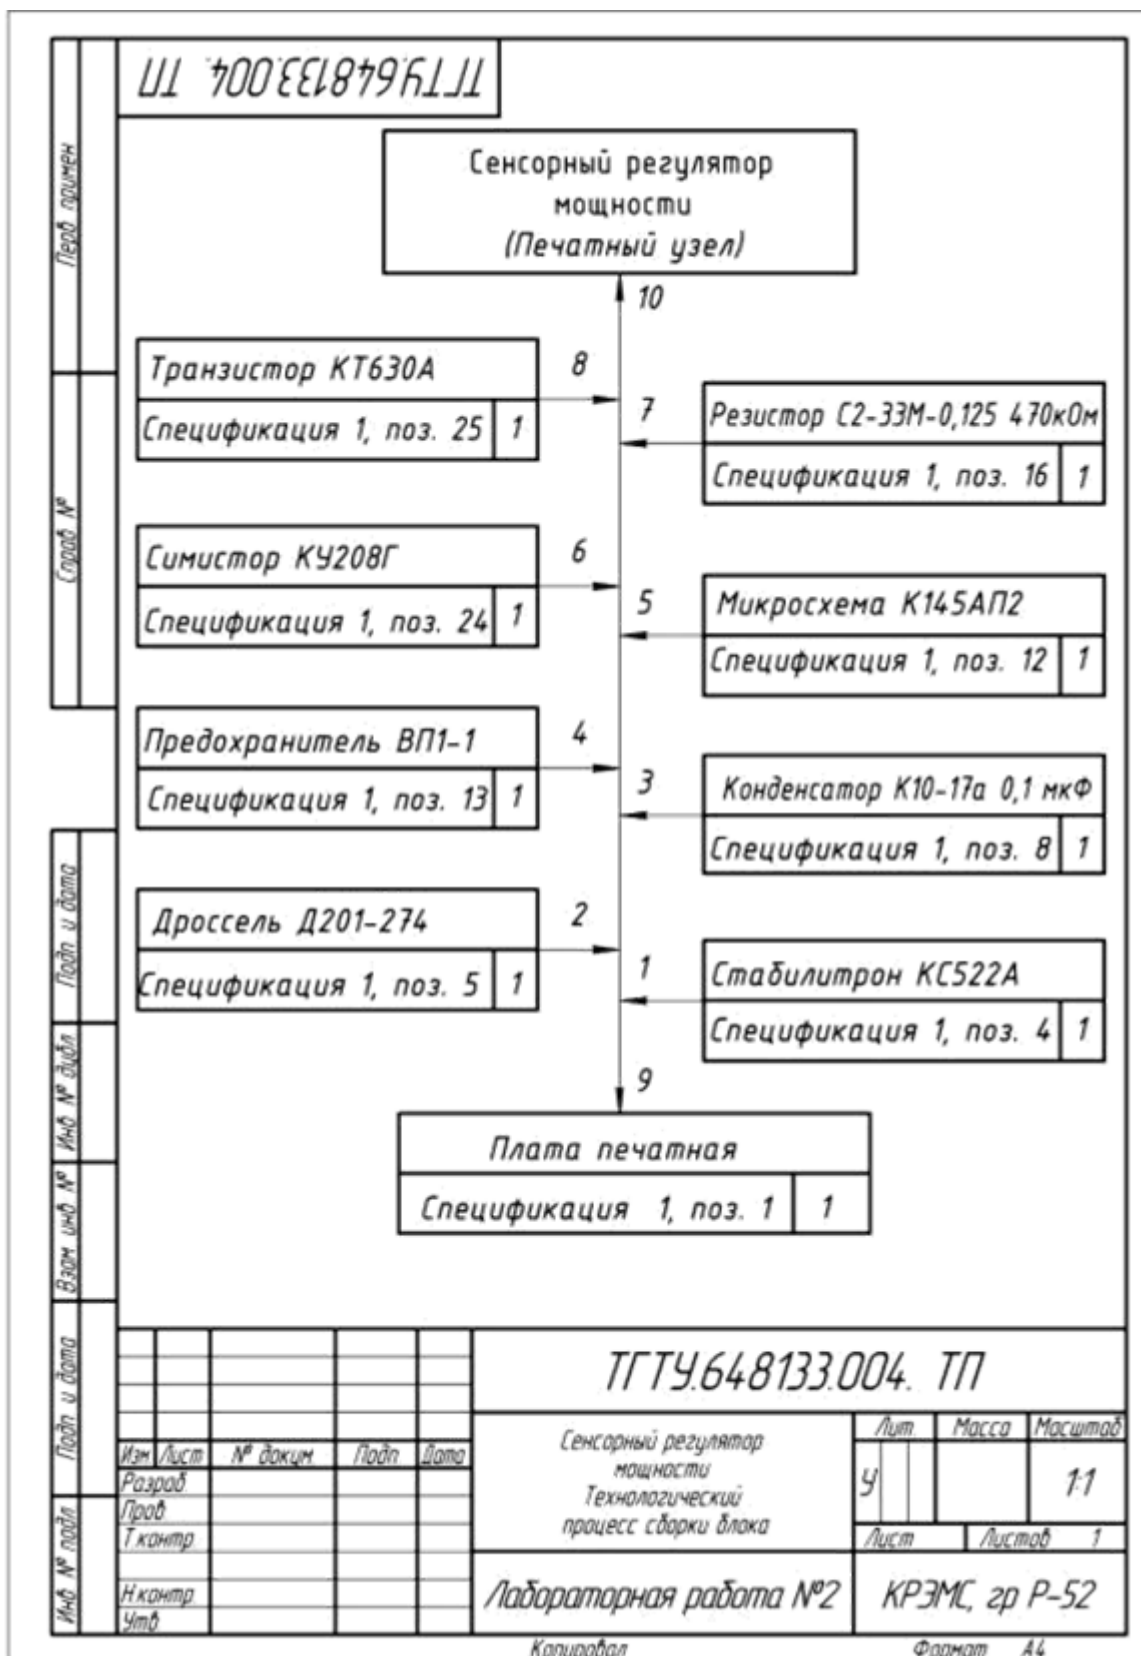 ТГТУ.648133.004. ТП
Перв примен
Справ №
Подп и дата
Инв № дубл
Взам инв №
Подп и дата
Инв № подл
Сенсорный регулятор
мощности
(Печатный узел)
10
Транзистор КТ630А
Спецификация 1, поз. 25 1
8
7
Резистор С2-33М-0,125 470кОм
Спецификация 1, поз. 16 1
Симистор КУ208Г
Спецификация 1, поз. 24 1
6
5
Микросхема К145АП2
Спецификация 1, поз. 12 1
Предохранитель ВП1-1
Спецификация 1, поз. 13 1
4
3
Конденсатор К10-17а 0,1 мкФ
Спецификация 1, поз. 8 1
Дроссель Д201-274
Спецификация 1, поз. 5 1
2
1
Стабилитрон КС522А
Спецификация 1, поз. 4 1
9
Плата печатная
Спецификация 1, поз. 1 1
ТГТУ.648133.004. ТП
Изм Лист № докум Подп Дата
Разраб
Пров
Т контр
Н.контр
Утв
Сенсорный регулятор
мощности
Технологический
процесс сборки блока
Лит. Масса Масштаб
У 1:1
Лист Листов 1
Лабораторная работа №2
КРЭМС, гр Р-52
Копировал Формат А4